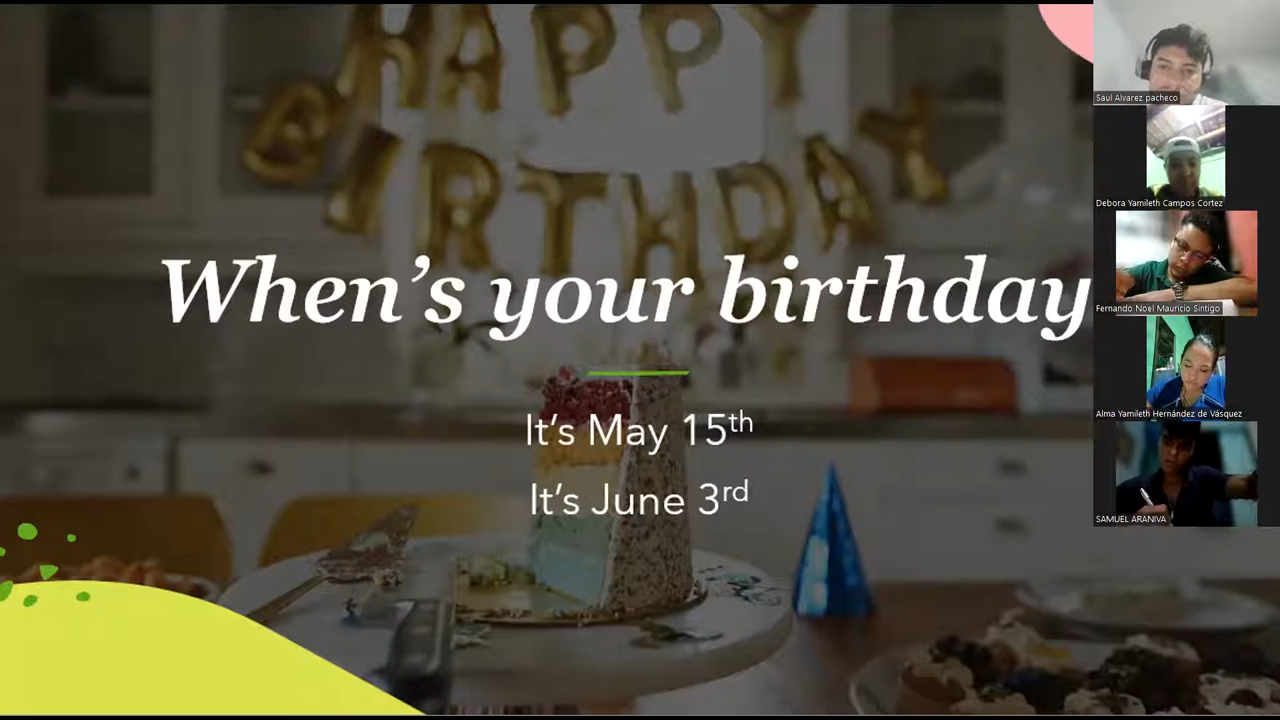 HAPPY
BIRTHDAY
When's your birthday
It's May 15th
It's June 3rd
Saul Alvarez pacheco
Debora Yamileth Campos Cortez
Fernando Noel Mauricio Sintigo
Alma Yamileth Hernández de Vásquez
SAMUEL ARANIVA